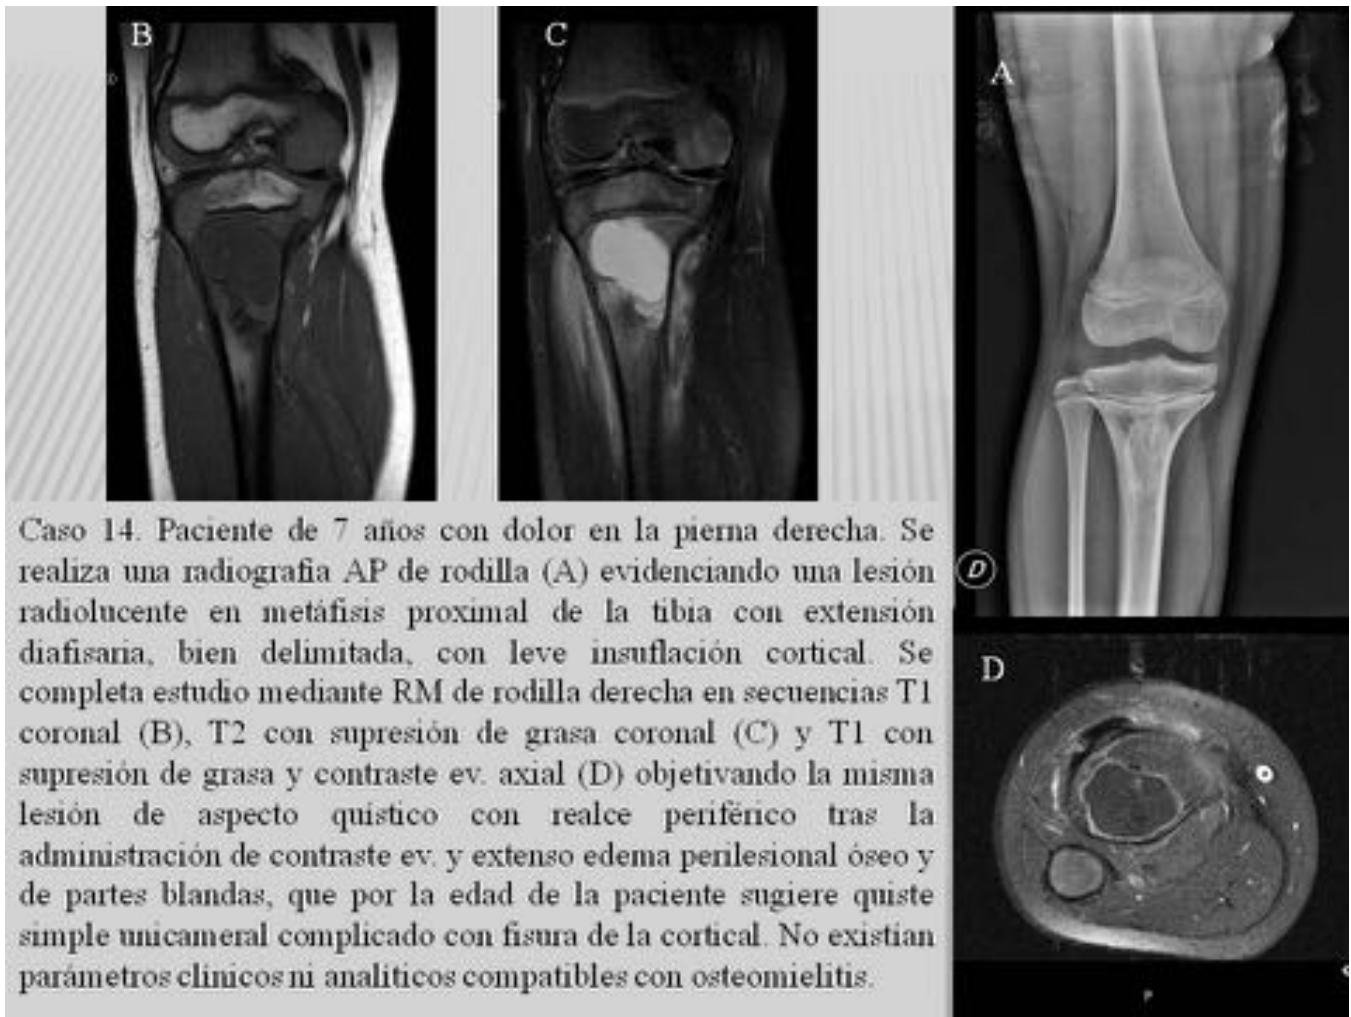 B
C
A
Caso 14. Paciente de 7 años con dolor en la pierna derecha. Se
realiza una radiografia AP de rodilla (A) evidenciando una lesión
radiolucente en metáfisis proximal de la tibia con extensión
diafisaria, bien delimitada, con leve insuflación cortical. Se
completa estudio mediante RM de rodilla derecha en secuencias T1
coronal (B), T2 con supresión de grasa coronal (C) y T1 con
supresión de grasa y contraste ev. axial (D) objetivando la misma
lesión de aspecto quístico con realce periférico tras la
administración de contraste ev. y extenso edema perilesional óseo y
de partes blandas, que por la edad de la paciente sugiere quiste
simple unicameral complicado con fisura de la cortical. No existían
parámetros clínicos ni analíticos compatibles con osteomielitis.
D
D
P